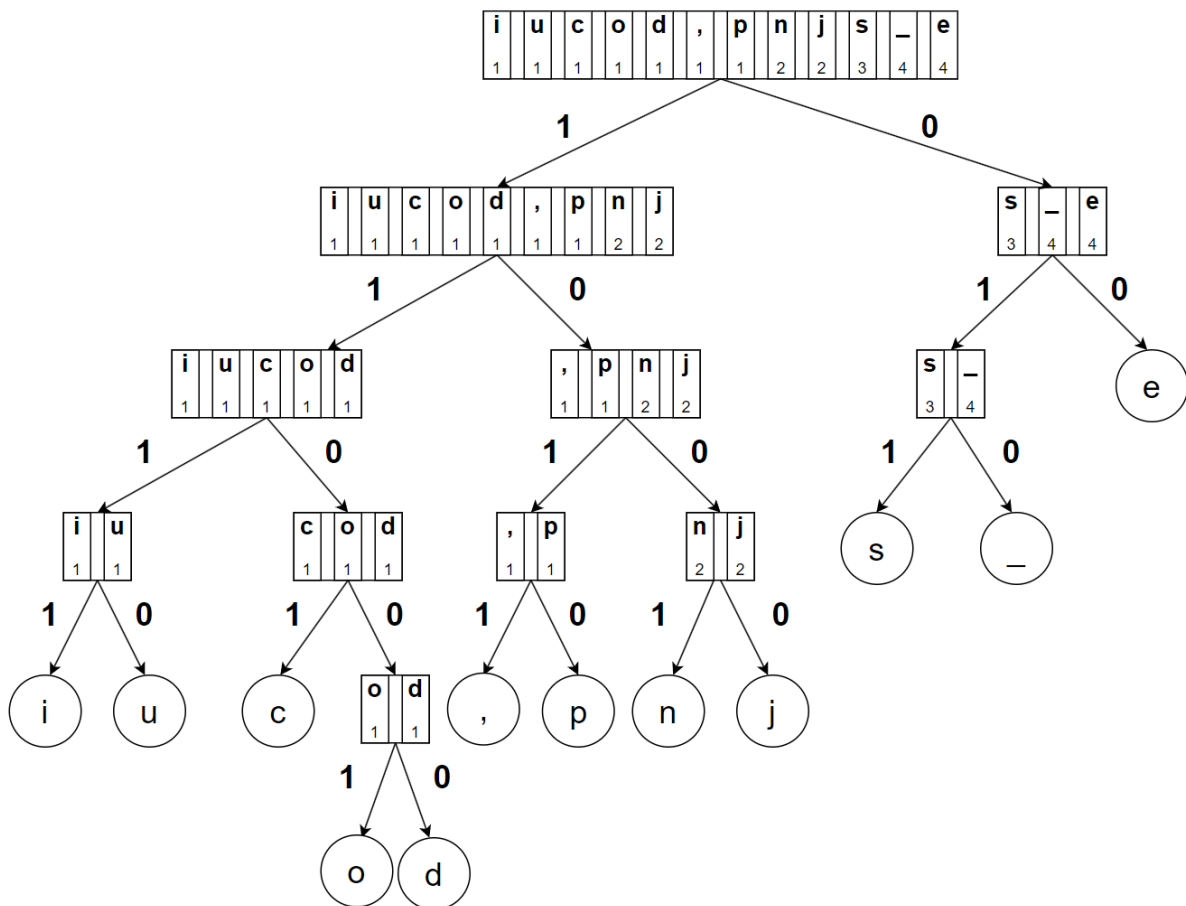 i u c o d , p n j s _ e
1 1 1 1 1 1 1 2 2 3 4 4
1 0
i u c o d , p n j
1 1 1 1 1 1 1 2 2
s _ e
3 4 4
1 0
1 0
i u c o d
1 1 1 1 1
, p n j
1 1 2 2
s _
3 4
e
1 0
1 0
1 0
i u
1 1
c o d
1 1 1
, p
1 1
n j
2 2
s
_
1 0
1 0
1 0
1 0
i
u
c
o d
1 1
,
p
n
j
1 0
o
d